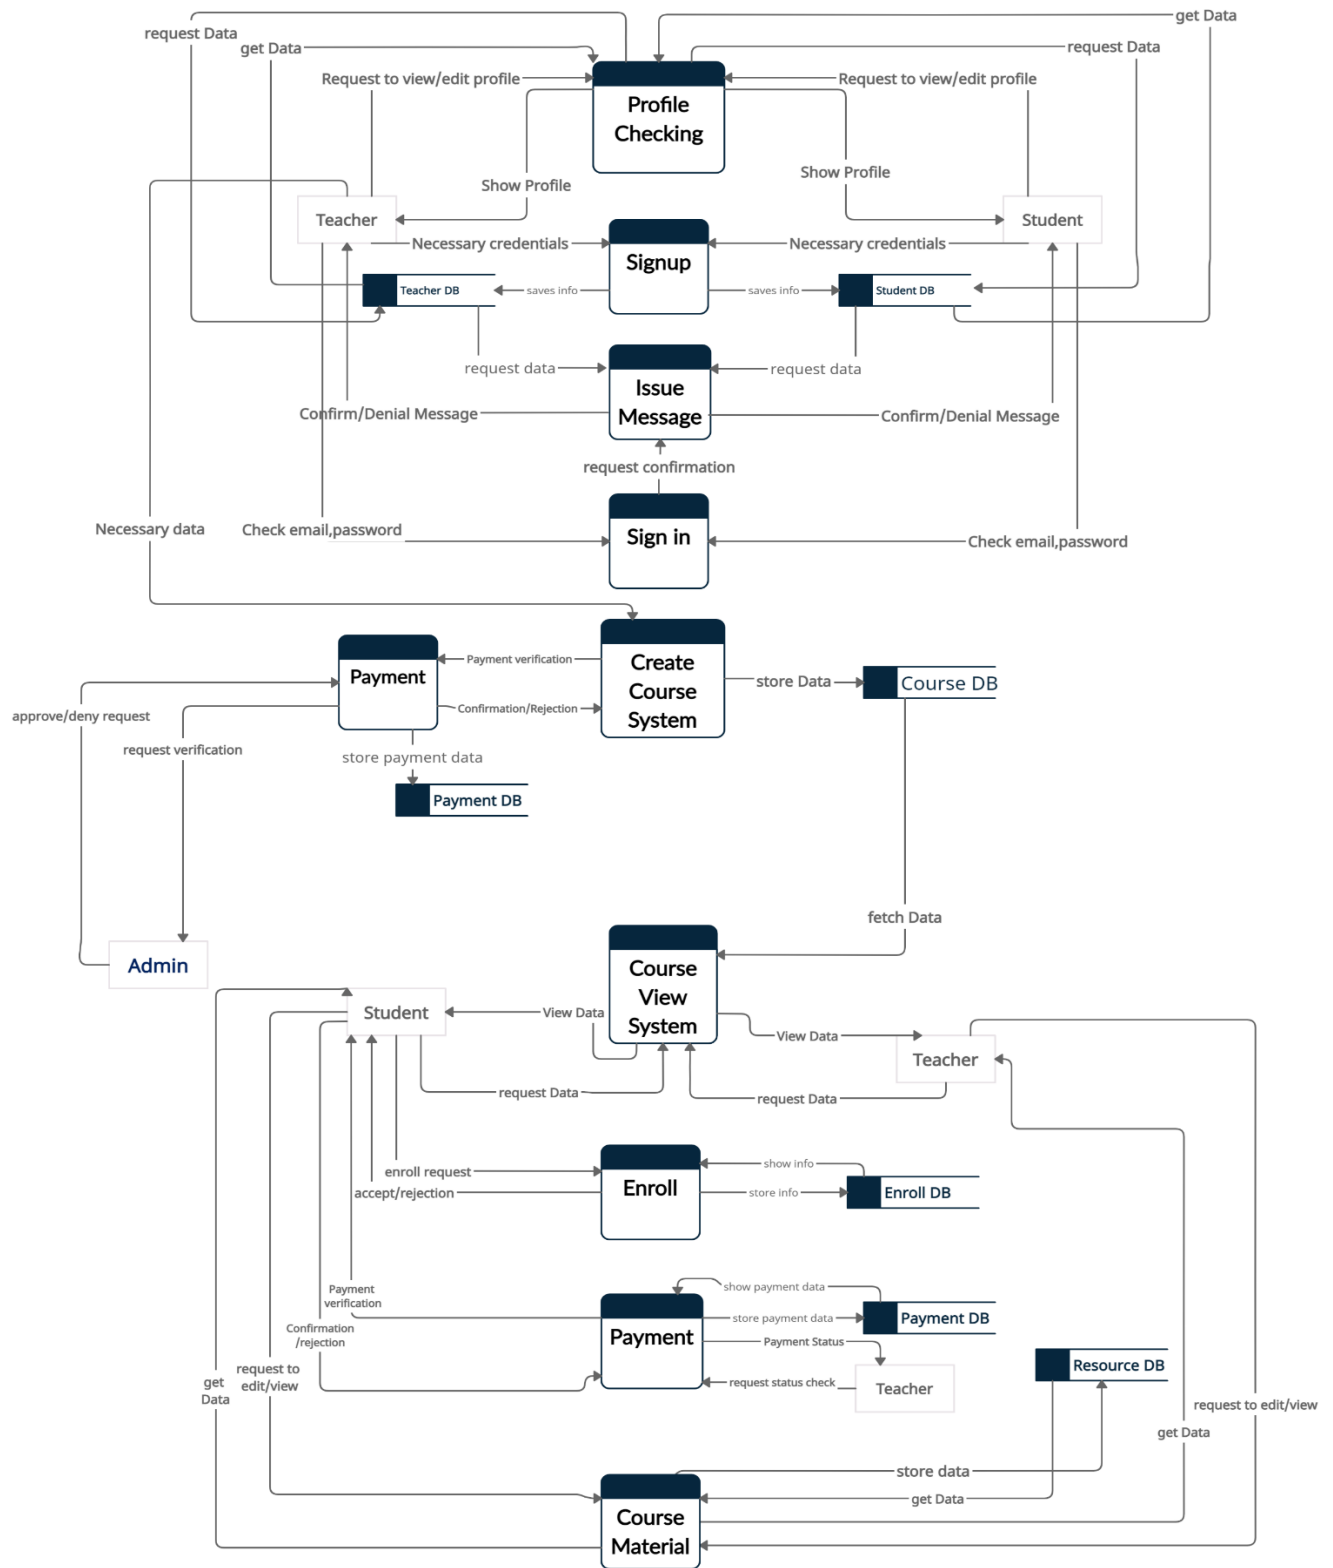 get Data
request Data
get Data
request Data
Request to view/edit profile
Request to view/edit profile
Profile
Checking
Show Profile
Show Profile
Teacher
Student
Necessary credentials
Necessary credentials
Signup
Teacher DB
saves info
saves info
Student DB
request data
request data
Issue
Message
Confirm/Denial Message
Confirm/Denial Message
request confirmation
Necessary data
Check email,password
Sign in
Check email,password
Payment verification
Create
Course
System
Payment
store Data
Course DB
Confirmation/Rejection
approve/deny request
request verification
store payment data
Payment DB
fetch Data
Admin
Course
View
System
Student
View Data
View Data
Teacher
request Data
request Data
enroll request
show info
Enroll
accept/rejection
store info
Enroll DB
Payment
verification
show payment data
store payment data
Payment DB
Confirmation
/rejection
Payment
Payment Status
request to
edit/view
get
Data
request status check
Teacher
Resource DB
request to edit/view
get Data
store data
get Data
Course
Material